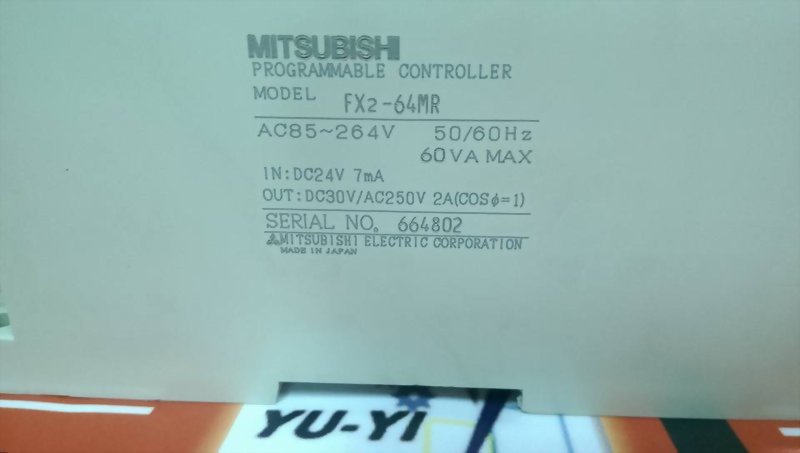 MITSUBISHI
PROGRAMMABLE CONTROLLER
MODEL FX2-64MR
AC85~264V 50/60Hz
60VA MAX
IN:DC24V 7mA
OUT:DC30V/AC250V 2A(COSφ=1)
SERIAL NO. 664802
MITSUBISHI ELECTRIC CORPORATION
MADE IN JAPAN
YU-YI